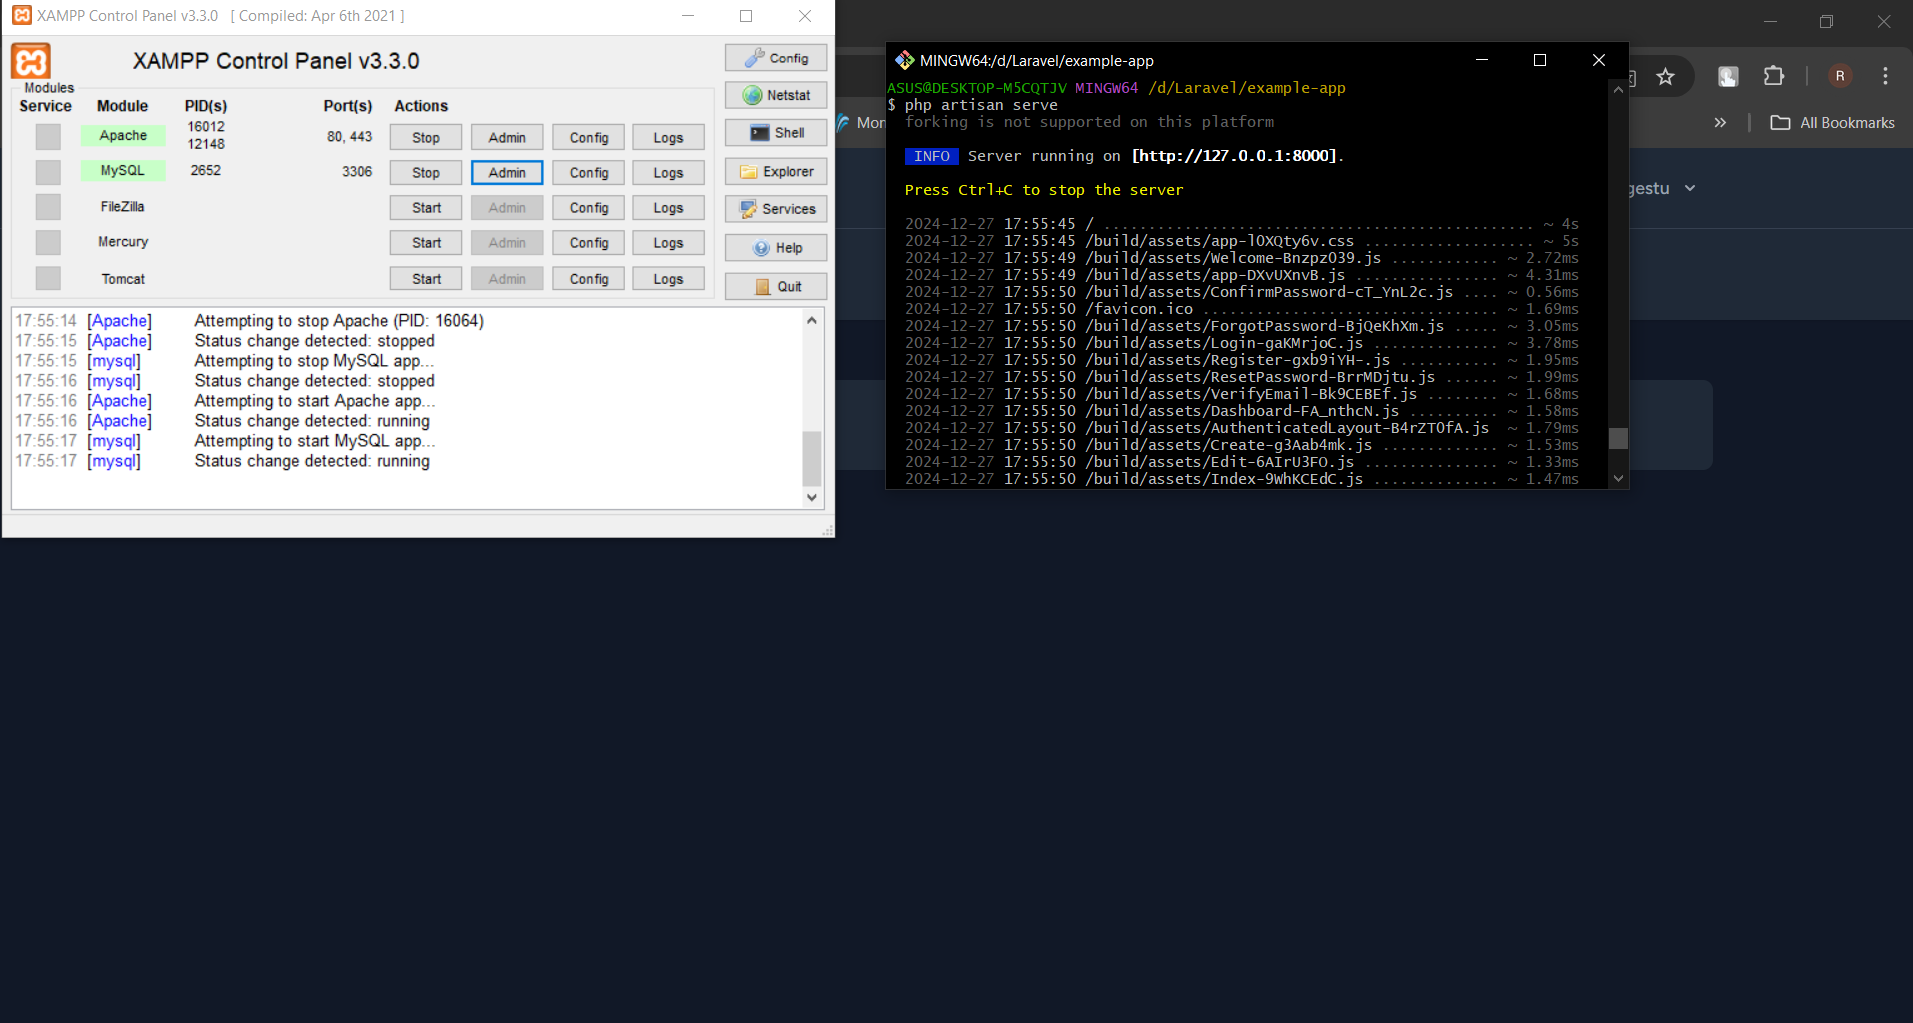 XAMPP Control Panel v3.3.0 [ Compiled: Apr 6th 2021 ]
XAMPP Control Panel v3.3.0
Config
Netstat
Shell
Explorer
Services
Help
Quit
Modules
Service Module PID(s) Port(s) Actions
Apache 16012 12148 80, 443 Stop Admin Config Logs
MySQL 2652 3306 Stop Admin Config Logs
FileZilla Start Admin Config Logs
Mercury Start Admin Config Logs
Tomcat Start Admin Config Logs
17:55:14 [Apache] Attempting to stop Apache (PID: 16064)
17:55:15 [Apache] Status change detected: stopped
17:55:15 [mysql] Attempting to stop MySQL app...
17:55:16 [mysql] Status change detected: stopped
17:55:16 [Apache] Attempting to start Apache app...
17:55:16 [Apache] Status change detected: running
17:55:17 [mysql] Attempting to start MySQL app...
17:55:17 [mysql] Status change detected: running
MINGW64:/d/Laravel/example-app
ASUS@DESKTOP-M5CQTJV MINGW64 /d/Laravel/example-app
$ php artisan serve
forking is not supported on this platform
INFO Server running on [http://127.0.0.1:8000].
Press Ctrl+C to stop the server
2024-12-27 17:55:45 / ................................................ ~ 4s
2024-12-27 17:55:45 /build/assets/app-lOXQty6v.css ................... ~ 5s
2024-12-27 17:55:49 /build/assets/Welcome-BnzpzO39.js ............ ~ 2.72ms
2024-12-27 17:55:49 /build/assets/app-DXvUXnvB.js ................ ~ 4.31ms
2024-12-27 17:55:50 /build/assets/ConfirmPassword-cT_YnL2c.js .... ~ 0.56ms
2024-12-27 17:55:50 /favicon.ico ................................. ~ 1.69ms
2024-12-27 17:55:50 /build/assets/ForgotPassword-BjQeKhXm.js ..... ~ 3.05ms
2024-12-27 17:55:50 /build/assets/Login-gaKMrjoC.js .............. ~ 3.78ms
2024-12-27 17:55:50 /build/assets/Register-gxb9iYH-.js ........... ~ 1.95ms
2024-12-27 17:55:50 /build/assets/ResetPassword-BrrMDjtu.js ...... ~ 1.99ms
2024-12-27 17:55:50 /build/assets/VerifyEmail-Bk9CEBEf.js ........ ~ 1.68ms
2024-12-27 17:55:50 /build/assets/Dashboard-FA_nthcN.js .......... ~ 1.58ms
2024-12-27 17:55:50 /build/assets/AuthenticatedLayout-B4rZTOfA.js ~ 1.79ms
2024-12-27 17:55:50 /build/assets/Create-g3Aab4mk.js ............. ~ 1.53ms
2024-12-27 17:55:50 /build/assets/Edit-6AIrU3FO.js ............... ~ 1.33ms
2024-12-27 17:55:50 /build/assets/Index-9WhKCEdC.js .............. ~ 1.47ms
R
Mor
All Bookmarks
gestu